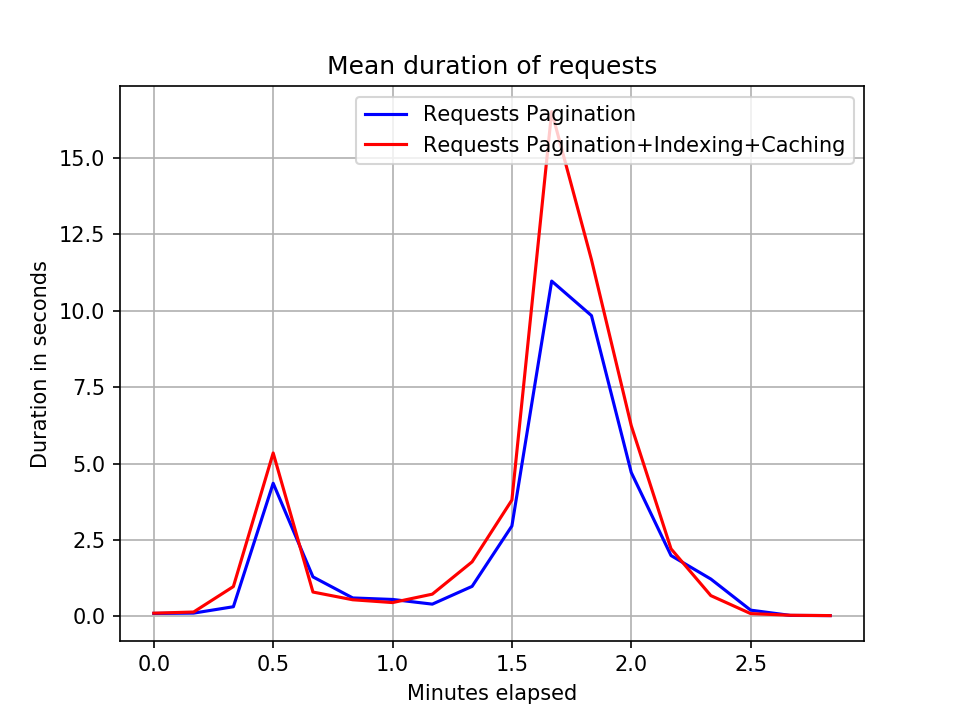 Mean duration of requests
Requests Pagination
Requests Pagination+Indexing+Caching
Duration in seconds
15.0
12.5
10.0
7.5
5.0
2.5
0.0
0.0 0.5 1.0 1.5 2.0 2.5
Minutes elapsed